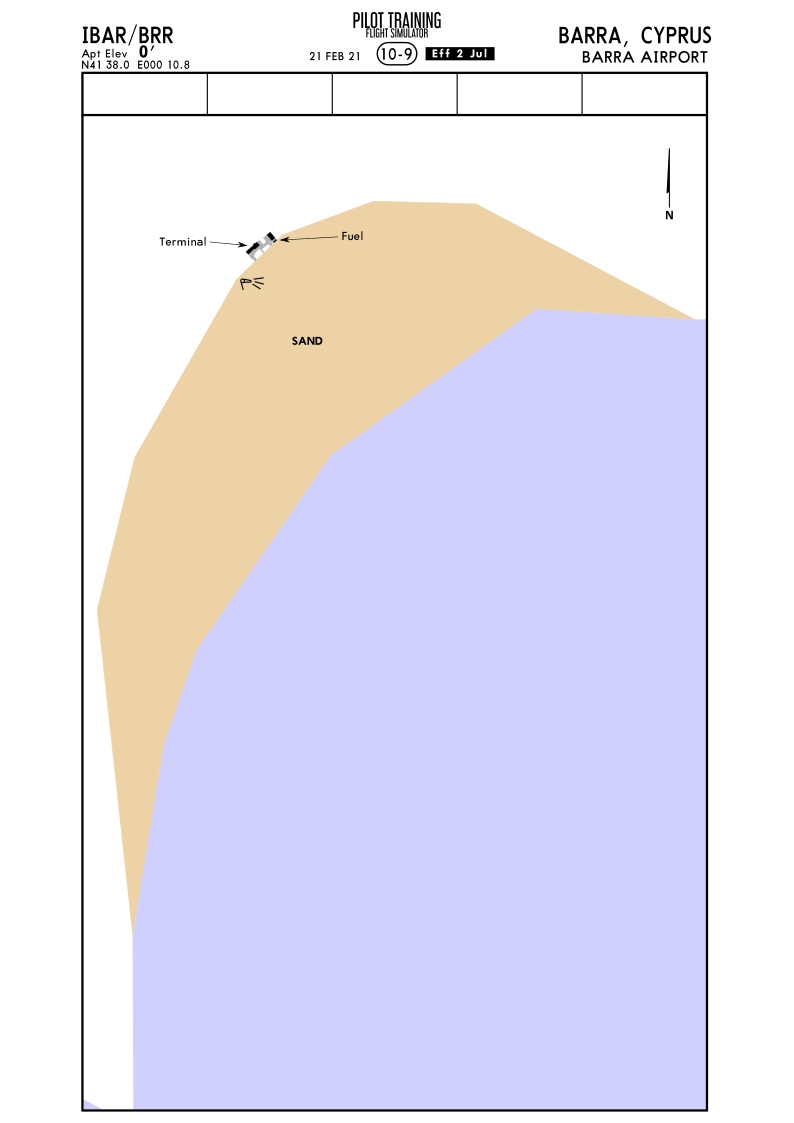 PILOT TRAINING
FLIGHT SIMULATOR
IBAR/BRR
Apt Elev 0'
N41 38.0 E000 10.8
21 FEB 21 10-9 Eff 2 Jul
BARRA, CYPRUS
BARRA AIRPORT
N
Terminal
Fuel
SAND